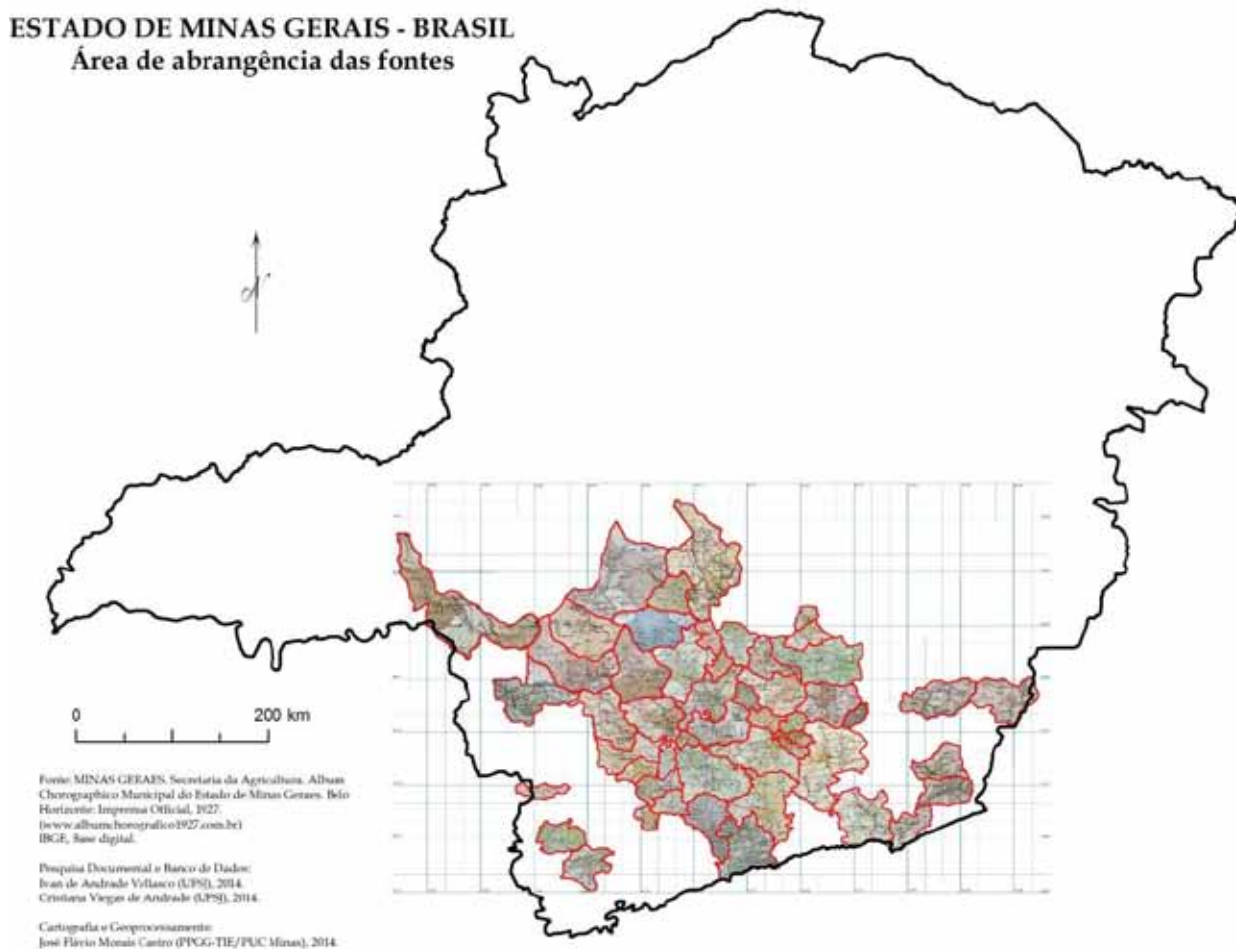 ESTADO DE MINAS GERAIS - BRASIL
Área de abrangência das fontes
N
0 200 km
Fonte: MINAS GERAES. Secretaria da Agricultura. Album
Chorographico Municipal do Estado de Minas Geraes. Belo
Horizonte: Imprensa Official, 1927.
(www.albumchorografico1927.com.br)
IBGE, Base digital.
Pesquisa Documental e Banco de Dados:
Ivan de Andrade Vellasco (UFSJ), 2014.
Cristiana Viegas de Andrade (UFSJ), 2014.
Cartografia e Geoprocessamento:
José Flávio Morais Castro (PPGG-TIE/PUC Minas), 2014.